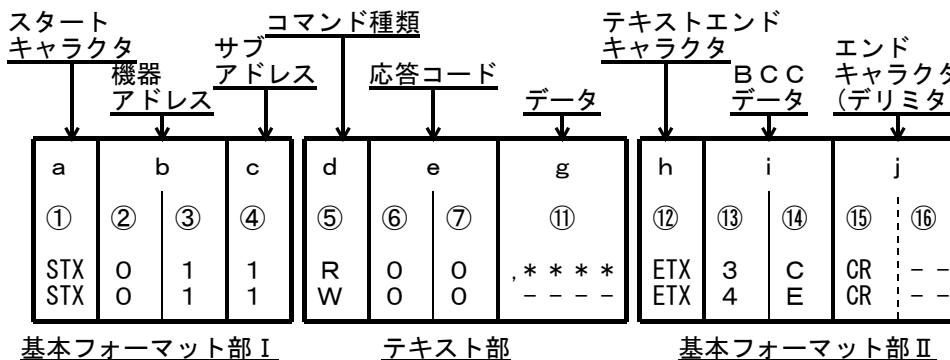 スタート
キャラクタ
機器
アドレス
サブ
アドレス
コマンド種類
応答コード
データ
テキストエンド
キャラクタ
ＢＣＣ
データ
エンド
キャラクタ
(デリミタ
a b c d e g h i j
① ② ③ ④ ⑤ ⑥ ⑦ ⑪ ⑫ ⑬ ⑭ ⑮ ⑯
STX 0 1 1 R 0 0 ,＊＊＊＊ ETX 3 C CR - -
STX 0 1 1 W 0 0 - - - - ETX 4 E CR - -
基本フォーマット部Ⅰ テキスト部 基本フォーマット部Ⅱ